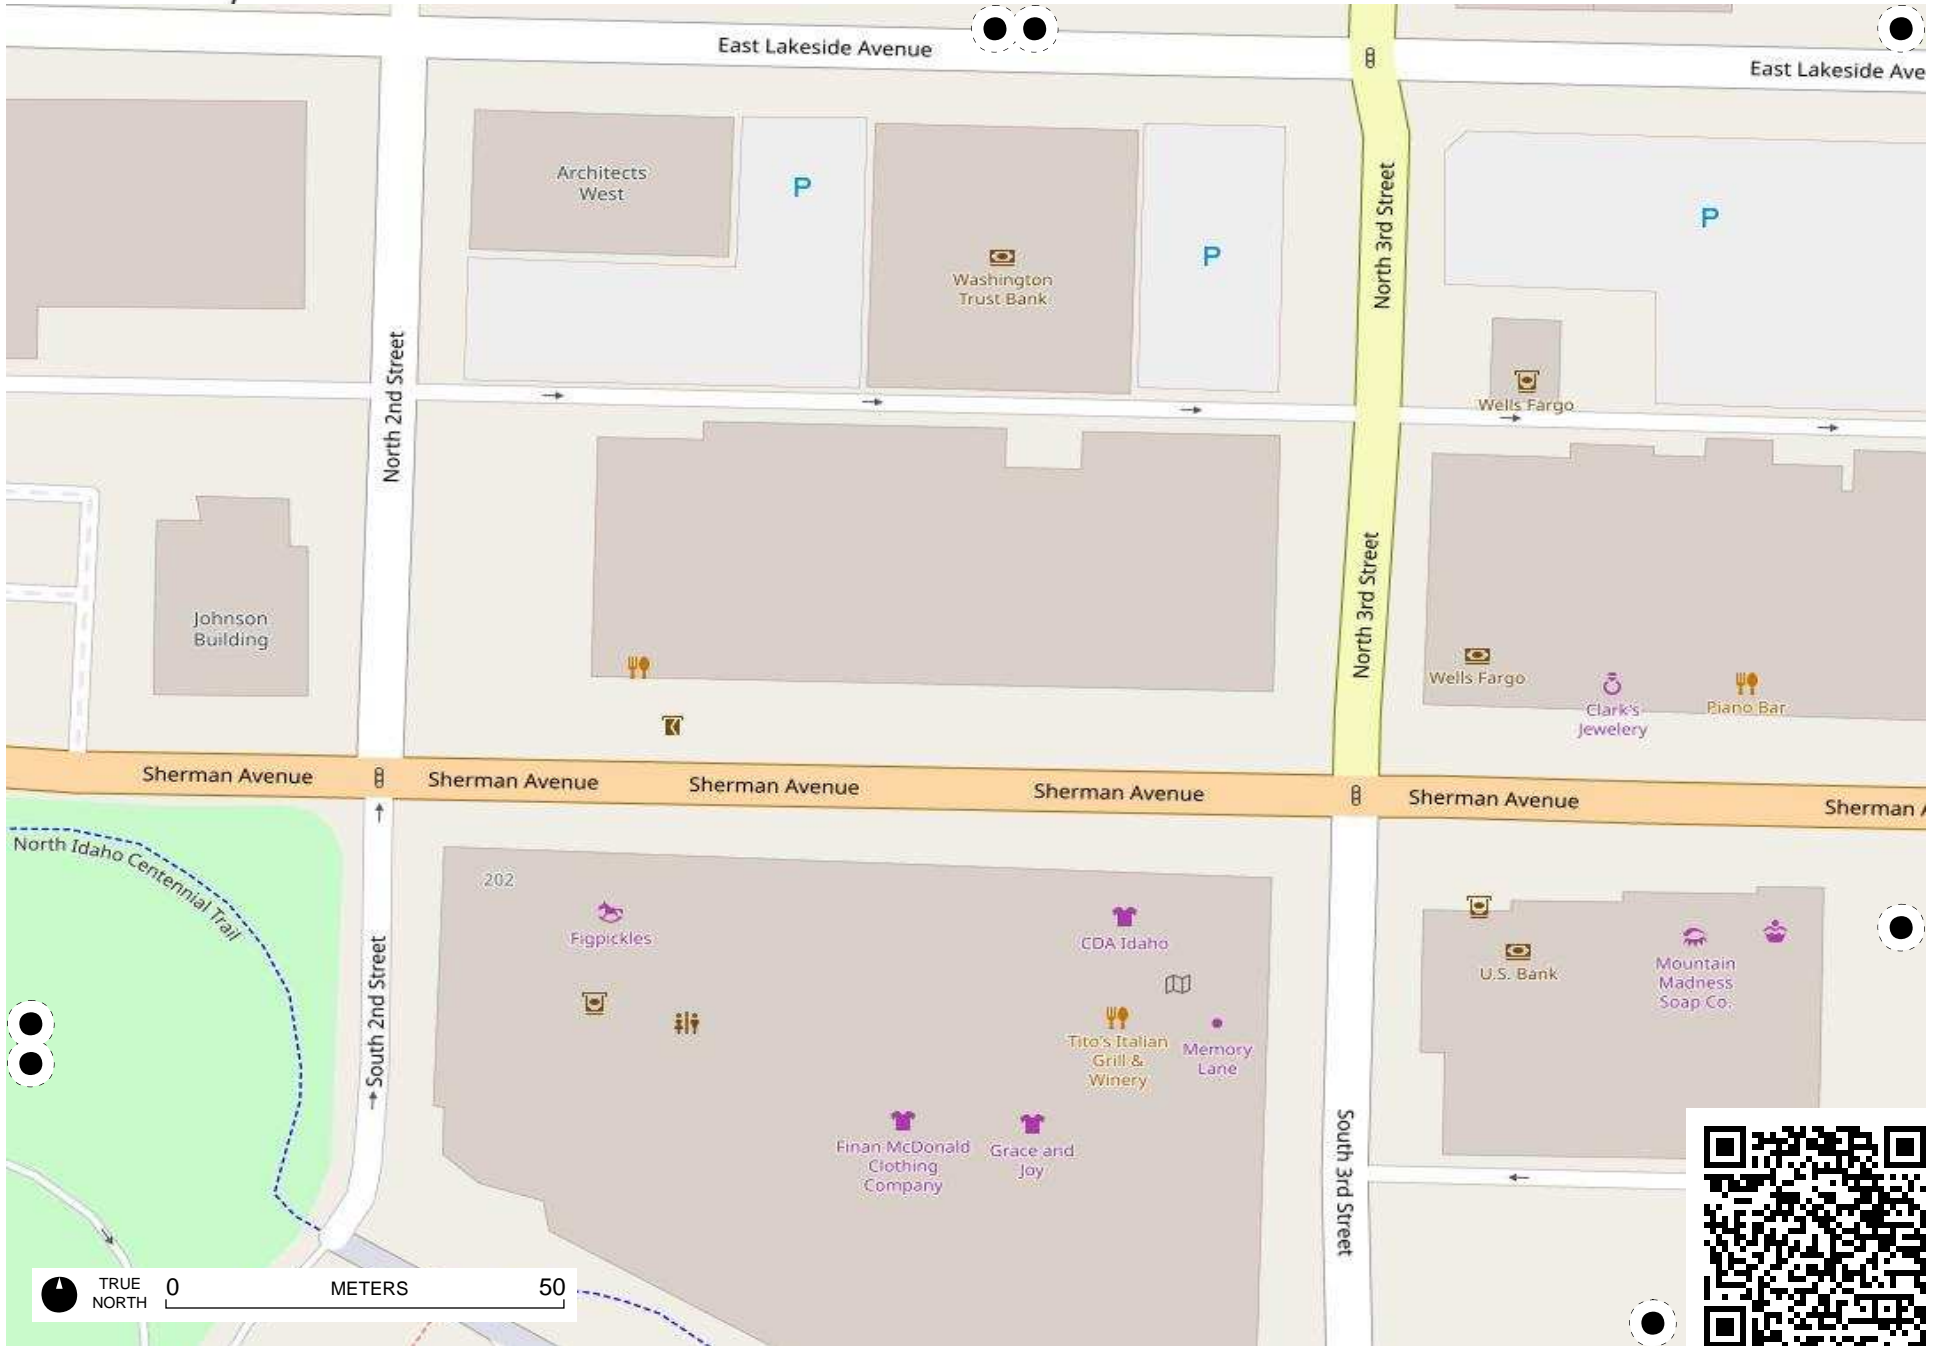 East Lakeside Avenue
East Lakeside Ave
Architects
West
P
Washington
Trust Bank
P
North 3rd Street
P
Wells Fargo
North 2nd Street
Johnson
Building
North 3rd Street
Wells Fargo
Clark's
Jewelery
Piano Bar
Sherman Avenue
Sherman Avenue
Sherman Avenue
Sherman Avenue
Sherman Avenue
Sherman A
North Idaho Centennial Trail
202
Figpickles
CDA Idaho
U.S. Bank
Mountain
Madness
Soap Co.
South 2nd Street
Tito's Italian
Grill &
Winery
Memory
Lane
Finan McDonald
Clothing
Company
Grace and
Joy
South 3rd Street
TRUE
NORTH
0 METERS 50